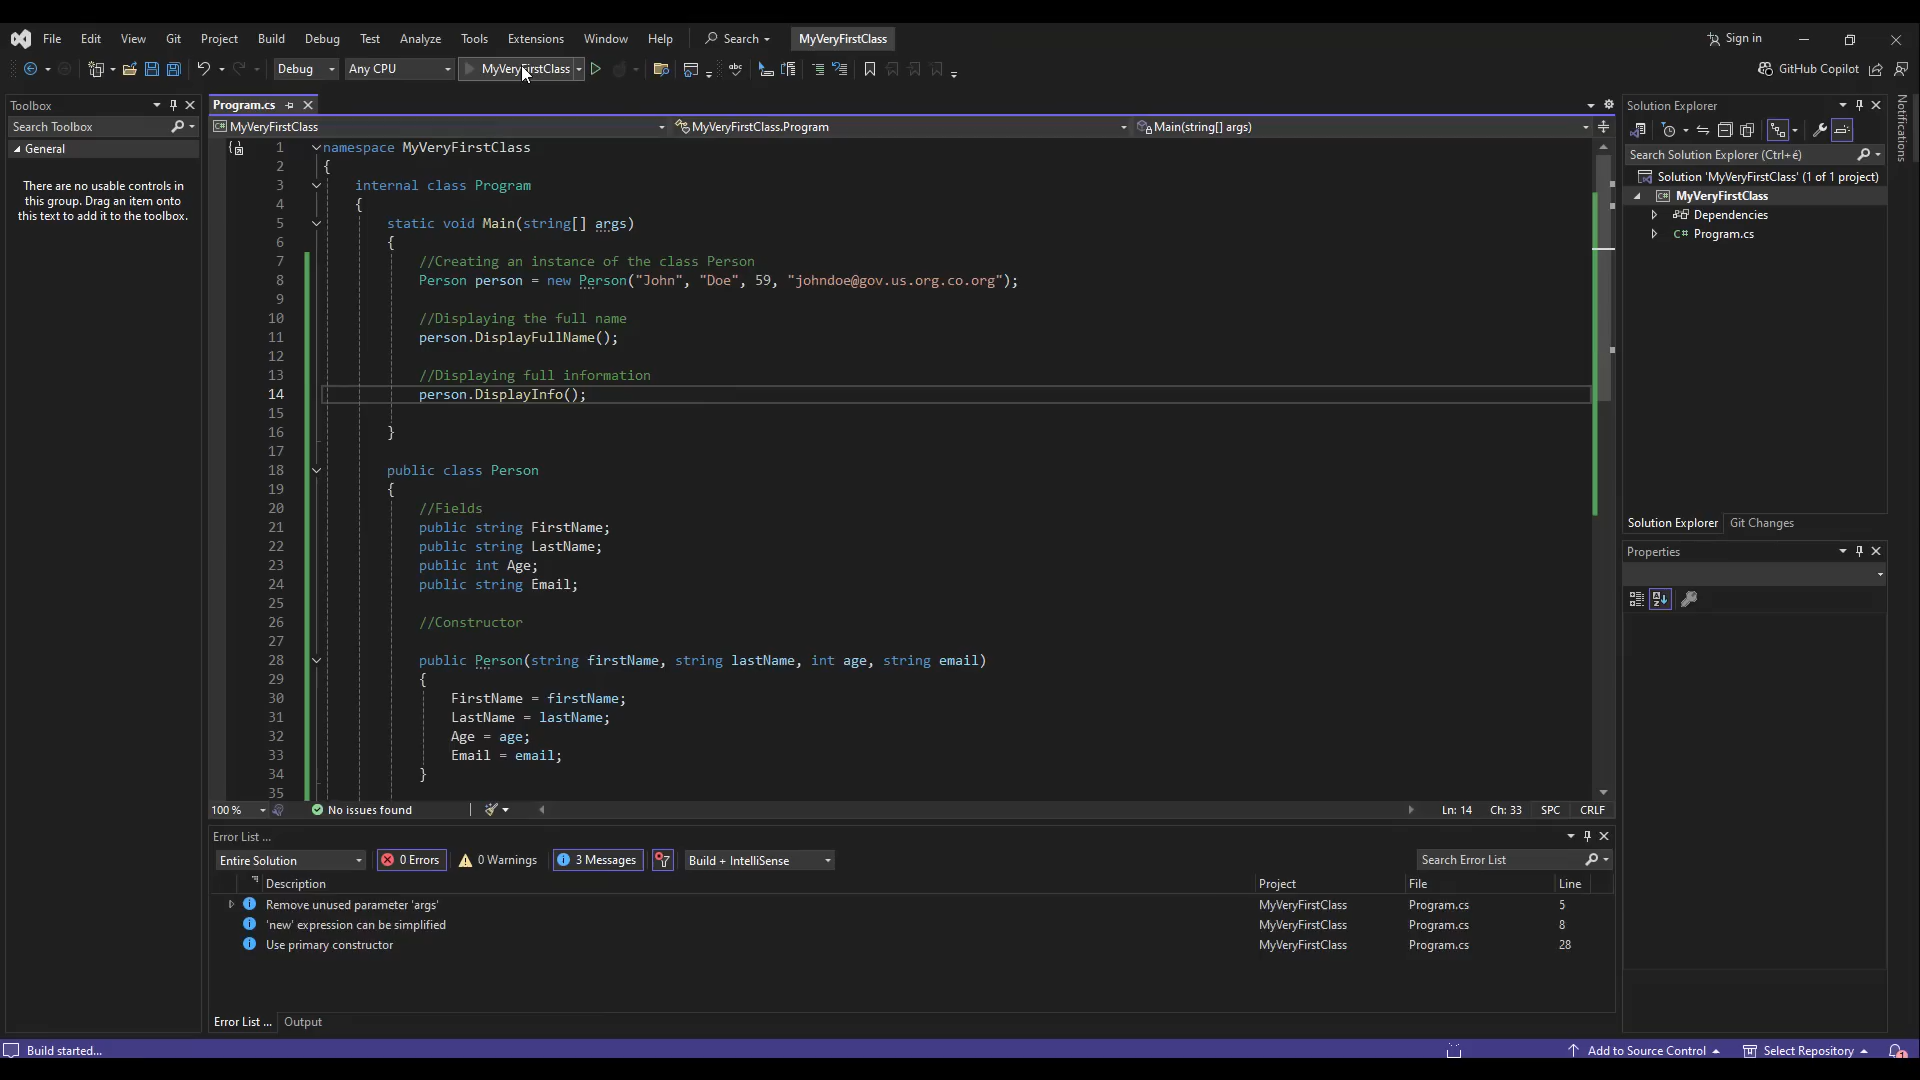 File Edit View Git Project Build Debug Test Analyze Tools Extensions Window Help Search MyVeryFirstClass Sign in
Debug Any CPU MyVeryFirstClass GitHub Copilot
Toolbox
Search Toolbox
General
There are no usable controls in
this group. Drag an item onto
this text to add it to the toolbox.
Program.cs
MyVeryFirstClass MyVeryFirstClass.Program Main(string[] args)
1 namespace MyVeryFirstClass
2 {
3 internal class Program
4 {
5 static void Main(string[] args)
6 {
7 //Creating an instance of the class Person
8 Person person = new Person("John", "Doe", 59, "johndoe@gov.us.org.co.org");
9
10 //Displaying the full name
11 person.DisplayFullName();
12
13 //Displaying full information
14 person.DisplayInfo();
15
16 }
17
18 public class Person
19 {
20 //Fields
21 public string FirstName;
22 public string LastName;
23 public int Age;
24 public string Email;
25
26 //Constructor
27
28 public Person(string firstName, string lastName, int age, string email)
29 {
30 FirstName = firstName;
31 LastName = lastName;
32 Age = age;
33 Email = email;
34 }
35
100 % No issues found Ln: 14 Ch: 33 SPC CRLF
Error List ...
Entire Solution 0 Errors 0 Warnings 3 Messages Build + IntelliSense Search Error List
Description Project File Line
Remove unused parameter 'args' MyVeryFirstClass Program.cs 5
'new' expression can be simplified MyVeryFirstClass Program.cs 8
Use primary constructor MyVeryFirstClass Program.cs 28
Error List ... Output
Solution Explorer
Search Solution Explorer (Ctrl+é)
Solution 'MyVeryFirstClass' (1 of 1 project)
MyVeryFirstClass
Dependencies
C# Program.cs
Solution Explorer Git Changes
Properties
Notifications
Build started... Add to Source Control Select Repository 1